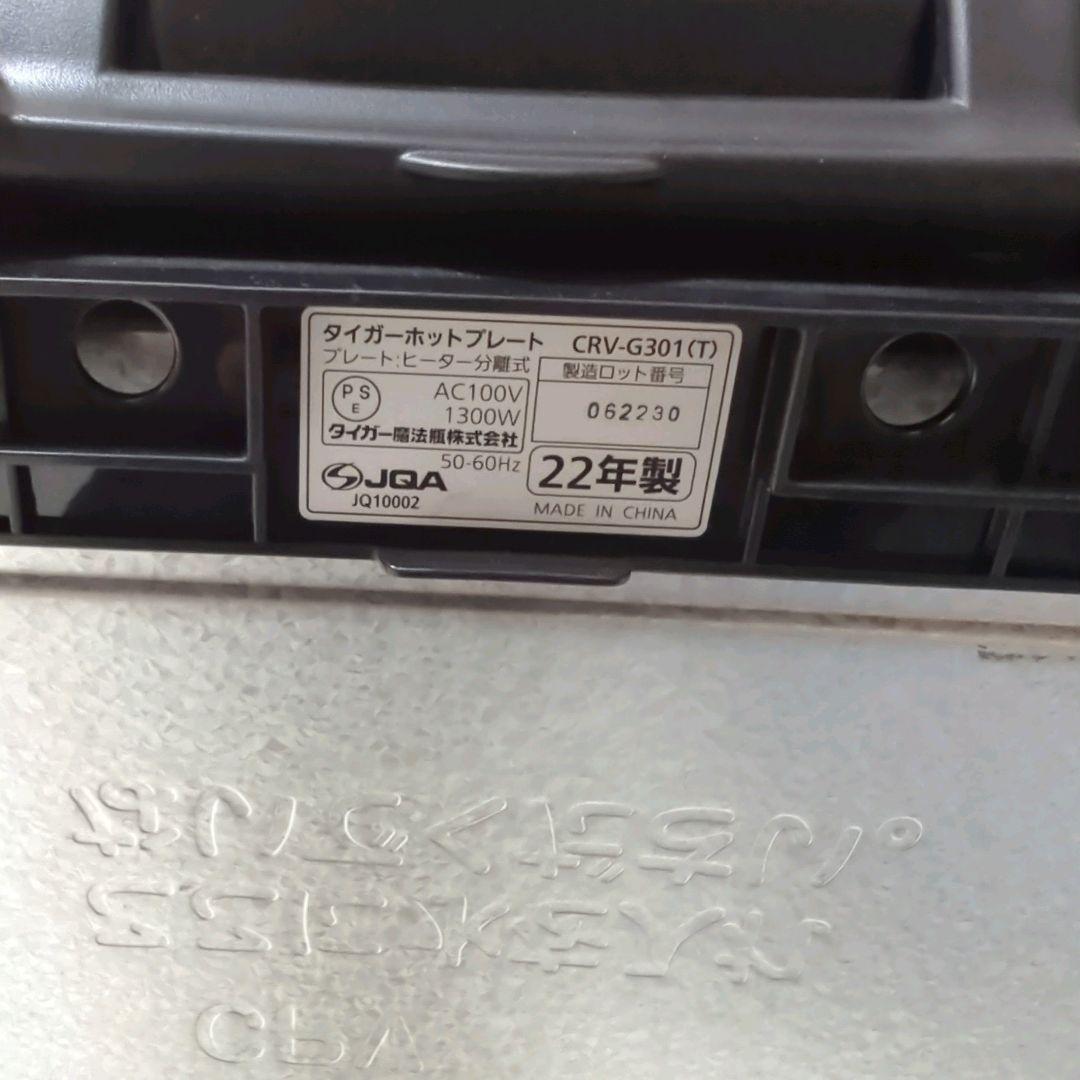 タイガーホットプレート CRV-G301(T)
プレート:ヒーター分離式
製造ロット番号
PS
E
AC100V
1300W
062230
タイガー魔法瓶株式会社
50-60Hz
22年製
JQA
JQ10002
MADE IN CHINA